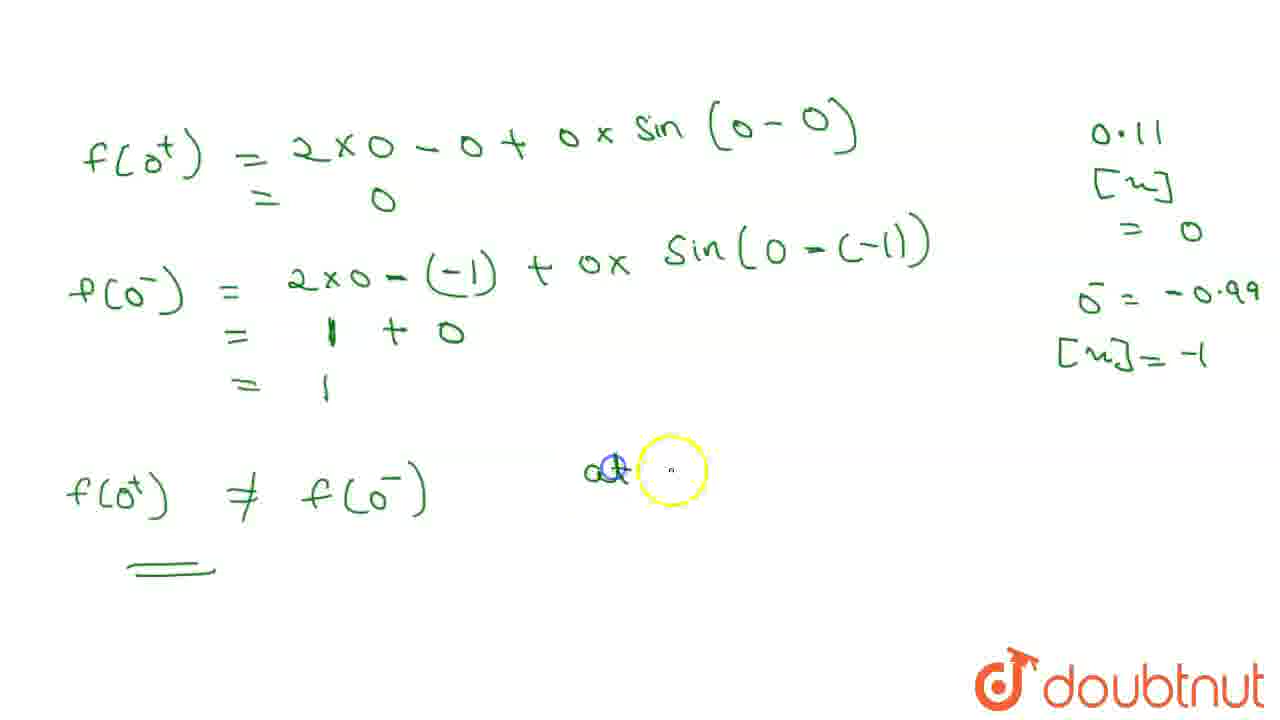 f(0⁺) = 2 × 0 - 0 + 0 × sin (0 - 0)
= 0
f(0⁻) = 2 × 0 - (-1) + 0 × Sin (0 - (-1))
= 1 + 0
= 1
f(0⁺) ≠ f(0⁻) at
0.11
[x]
= 0
0⁻ = -0.99
[x] = -1
doubtnut